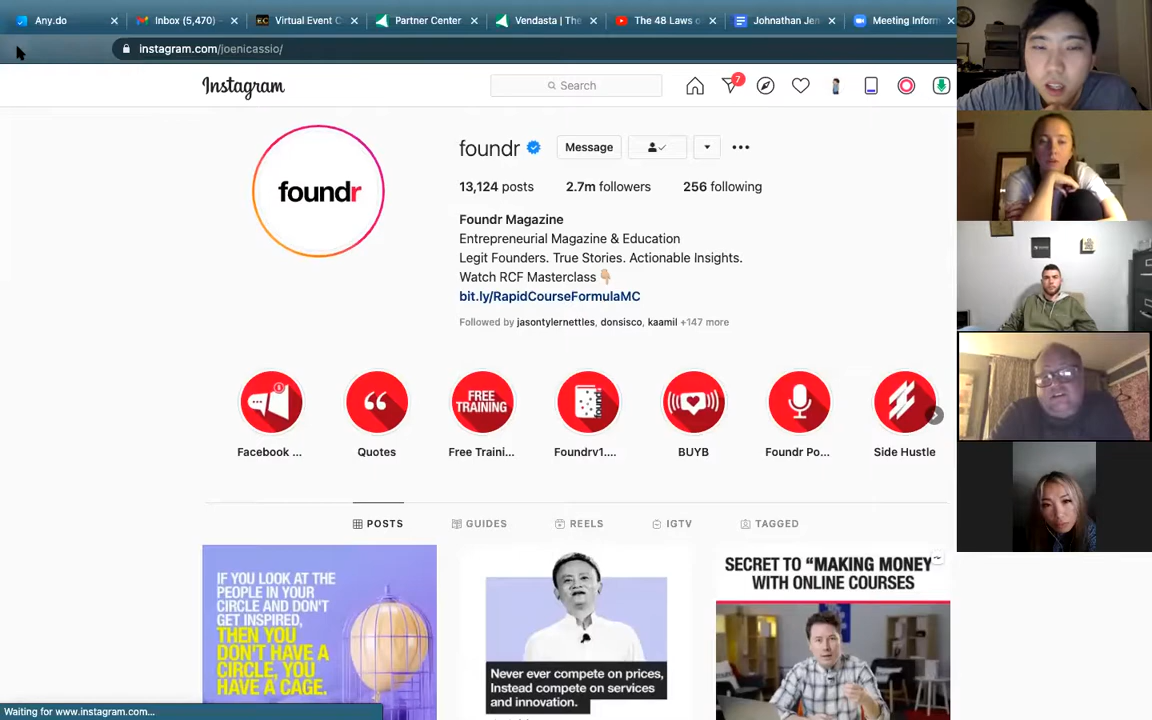 Any.do
Inbox (5,470)
Virtual Event C
Partner Center
Vendasta | The
The 48 Laws o
Johnathan Jen
Meeting Inform
instagram.com/joenicassio/
Instagram
Search
7
foundr
foundr
Message
13,124 posts
2.7m followers
256 following
Foundr Magazine
Entrepreneurial Magazine & Education
Legit Founders. True Stories. Actionable Insights.
Watch RCF Masterclass
bit.ly/RapidCourseFormulaMC
Followed by jasontylernettles, donsisco, kaamil +147 more
FREE
TRAINING
foundr
Facebook ...
Quotes
Free Traini...
Foundrv1....
BUYB
Foundr Po...
Side Hustle
POSTS
GUIDES
REELS
IGTV
TAGGED
IF YOU LOOK AT THE
PEOPLE IN YOUR
CIRCLE AND DON'T
GET INSPIRED,
THEN YOU
DON'T HAVE A
CIRCLE, YOU
HAVE A CAGE.
Never ever compete on prices,
Instead compete on services
and innovation.
SECRET TO “MAKING MONEY
WITH ONLINE COURSES
Waiting for www.instagram.com...